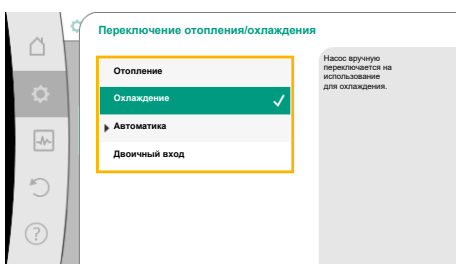 Переключение отопления/охлаждения
Отопление
Охлаждение
Автоматика
Двоичный вход
Насос вручную
переключается на
использование
для охлаждения.